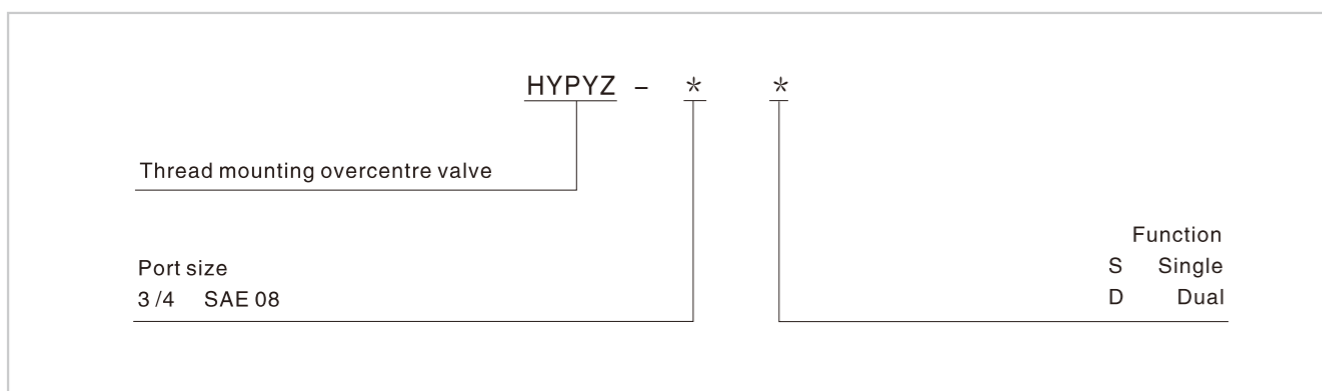 HYPYZ – * *
Thread mounting overcentre valve
Port size
3 /4 SAE 08
Function
S Single
D Dual